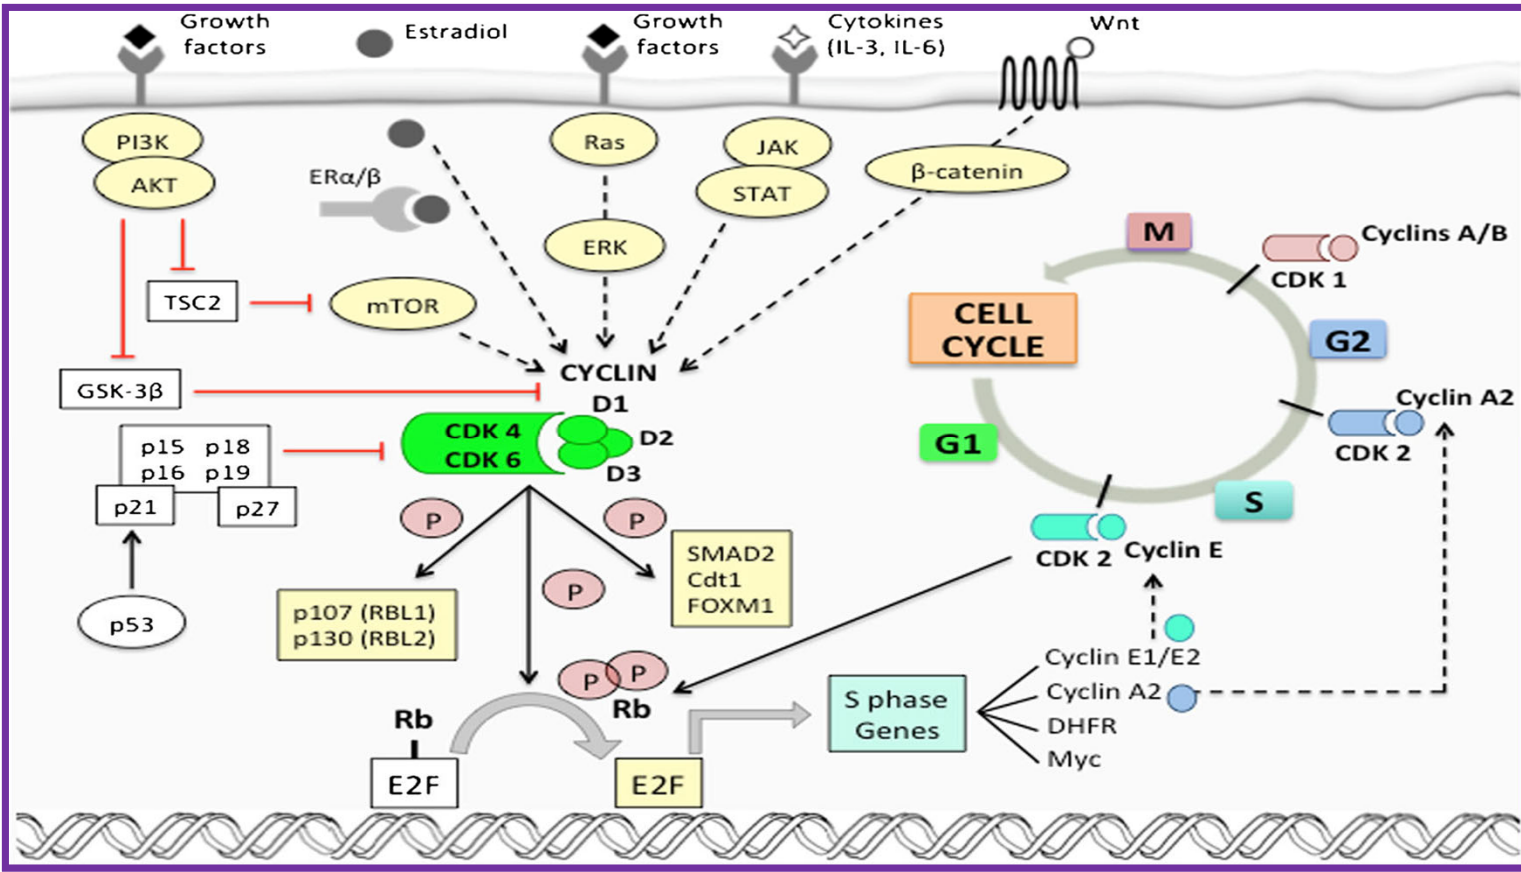 Growth
factors
Estradiol
Growth
factors
Cytokines
(IL-3, IL-6)
Wnt
PI3K
AKT
ERα/β
Ras
ERK
JAK
STAT
β-catenin
TSC2
mTOR
GSK-3β
CYCLIN
D1
D2
D3
CDK 4
CDK 6
p15 p18
p16 p19
p21
p27
p53
P
P
P
p107 (RBL1)
p130 (RBL2)
SMAD2
Cdt1
FOXM1
P
P
Rb
Rb
E2F
E2F
S phase
Genes
Cyclin E1/E2
Cyclin A2
DHFR
Myc
CELL
CYCLE
M
Cyclins A/B
CDK 1
G2
Cyclin A2
CDK 2
G1
S
CDK 2
Cyclin E